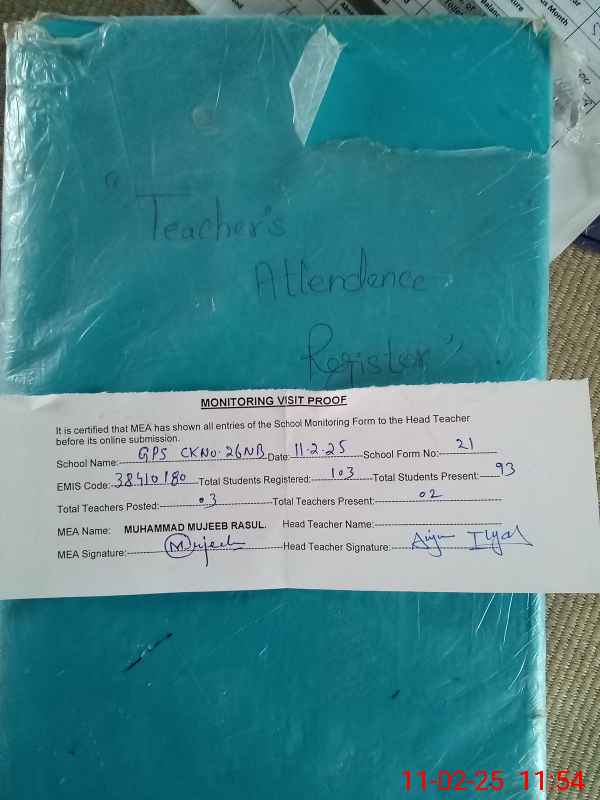 "Teacher's
Attendence
Register"
MONITORING VISIT PROOF
It is certified that MEA has shown all entries of the School Monitoring Form to the Head Teacher
before its online submission.
School Name: GPS CKNo. 26NB Date: 11-2-25 School Form No: 21
EMIS Code: 38410180 Total Students Registered: 103 Total Students Present: 93
Total Teachers Posted: 03 Total Teachers Present: 02
MEA Name: MUHAMMAD MUJEEB RASUL. Head Teacher Name:
MEA Signature: Mujeeb Head Teacher Signature: Ilyas
11-02-25 11:54